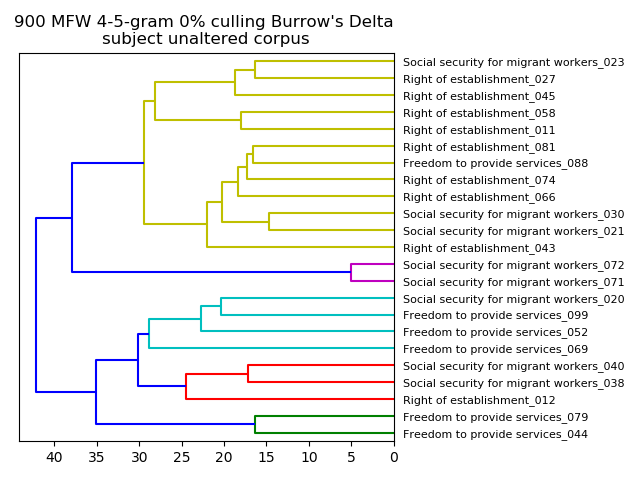 900 MFW 4-5-gram 0% culling Burrow's Delta
subject unaltered corpus
Social security for migrant workers_023
Right of establishment_027
Right of establishment_045
Right of establishment_058
Right of establishment_011
Right of establishment_081
Freedom to provide services_088
Right of establishment_074
Right of establishment_066
Social security for migrant workers_030
Social security for migrant workers_021
Right of establishment_043
Social security for migrant workers_072
Social security for migrant workers_071
Social security for migrant workers_020
Freedom to provide services_099
Freedom to provide services_052
Freedom to provide services_069
Social security for migrant workers_040
Social security for migrant workers_038
Right of establishment_012
Freedom to provide services_079
Freedom to provide services_044
40 35 30 25 20 15 10 5 0